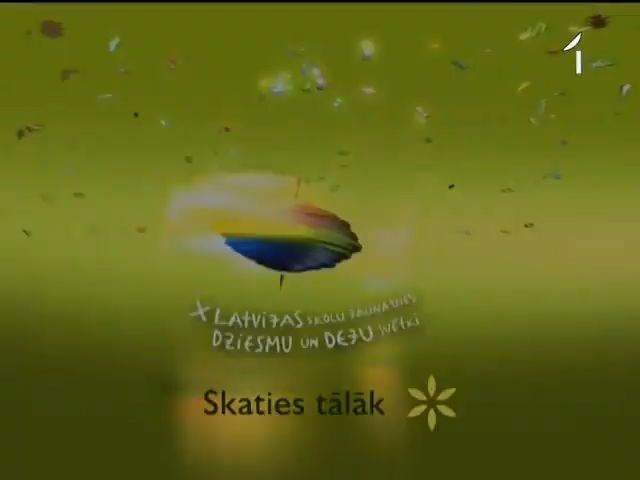 1
X LATVIJAS SKOLU JAUNATNES
DZIESMU UN DEJU SVĒTKI
Skaties tālāk